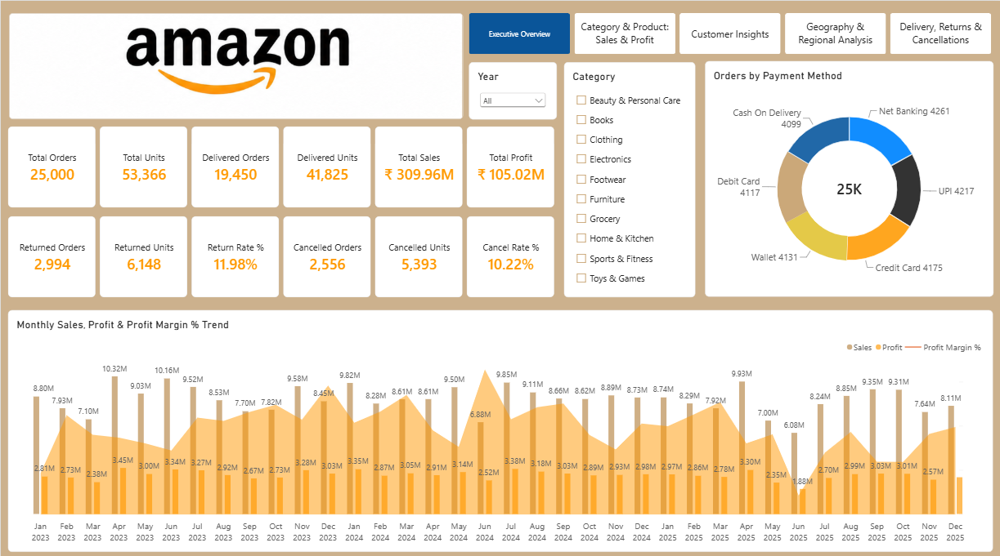 amazon
Executive Overview
Category & Product:
Sales & Profit
Customer Insights
Geography &
Regional Analysis
Delivery, Returns &
Cancellations
Year
All
Category
Beauty & Personal Care
Books
Clothing
Electronics
Footwear
Furniture
Grocery
Home & Kitchen
Sports & Fitness
Toys & Games
Orders by Payment Method
Cash On Delivery
4099
Net Banking 4261
Debit Card
4117
25K
UPI 4217
Wallet 4131
Credit Card 4175
Total Orders
25,000
Total Units
53,366
Delivered Orders
19,450
Delivered Units
41,825
Total Sales
₹ 309.96M
Total Profit
₹ 105.02M
Returned Orders
2,994
Returned Units
6,148
Return Rate %
11.98%
Cancelled Orders
2,556
Cancelled Units
5,393
Cancel Rate %
10.22%
Monthly Sales, Profit & Profit Margin % Trend
Sales Profit Profit Margin %
8.80M 7.93M 7.10M 10.32M 9.03M 10.16M 9.52M 8.53M 7.70M 7.82M 9.58M 8.45M 9.82M 8.28M 8.61M 8.61M 9.50M 6.88M 9.85M 9.11M 8.66M 8.62M 8.89M 8.73M 8.74M 8.29M 7.92M 9.93M 7.00M 6.08M 8.24M 8.85M 9.35M 9.31M 7.64M 8.11M
2.81M 2.73M 2.38M 3.45M 3.00M 3.34M 3.27M 2.92M 2.67M 2.73M 3.28M 3.03M 3.35M 2.87M 3.05M 2.91M 3.14M 2.52M 3.38M 3.18M 3.03M 2.89M 2.93M 2.98M 2.97M 2.86M 2.78M 3.30M 2.35M 1.88M 2.70M 2.99M 3.03M 3.01M 2.57M
Jan Feb Mar Apr May Jun Jul Aug Sep Oct Nov Dec Jan Feb Mar Apr May Jun Jul Aug Sep Oct Nov Dec Jan Feb Mar Apr May Jun Jul Aug Sep Oct Nov Dec
2023 2023 2023 2023 2023 2023 2023 2023 2023 2023 2023 2023 2024 2024 2024 2024 2024 2024 2024 2024 2024 2024 2024 2024 2025 2025 2025 2025 2025 2025 2025 2025 2025 2025 2025 2025